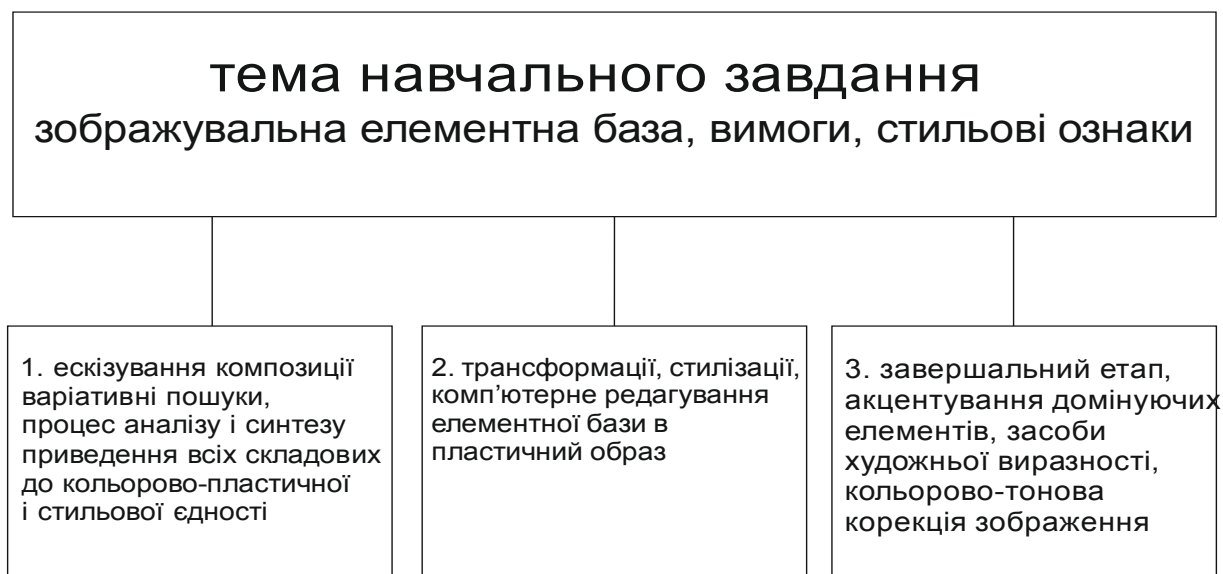 тема навчального завдання
зображувальна елементна база, вимоги, стильові ознаки
1. ескізування композиції
варіативні пошуки,
процес аналізу і синтезу
приведення всіх складових
до кольорово-пластичної
і стильової єдності
2. трансформації, стилізації,
комп'ютерне редагування
елементної бази в
пластичний образ
3. завершальний етап,
акцентування домінуючих
елементів, засоби
художньої виразності,
кольорово-тонова
корекція зображення